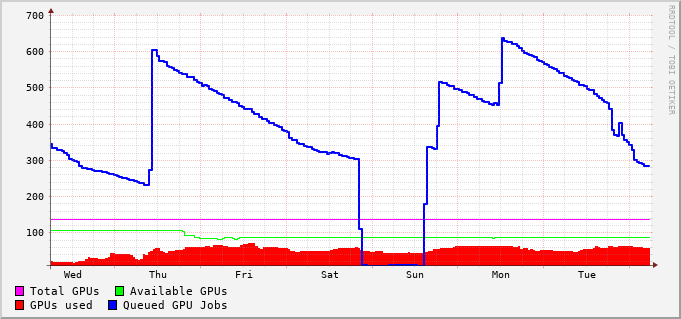 700
600
500
400
300
200
100
Wed Thu Fri Sat Sun Mon Tue
Total GPUs Available GPUs
GPUs used Queued GPU Jobs
RRDTOOL / TOBI OETIKER